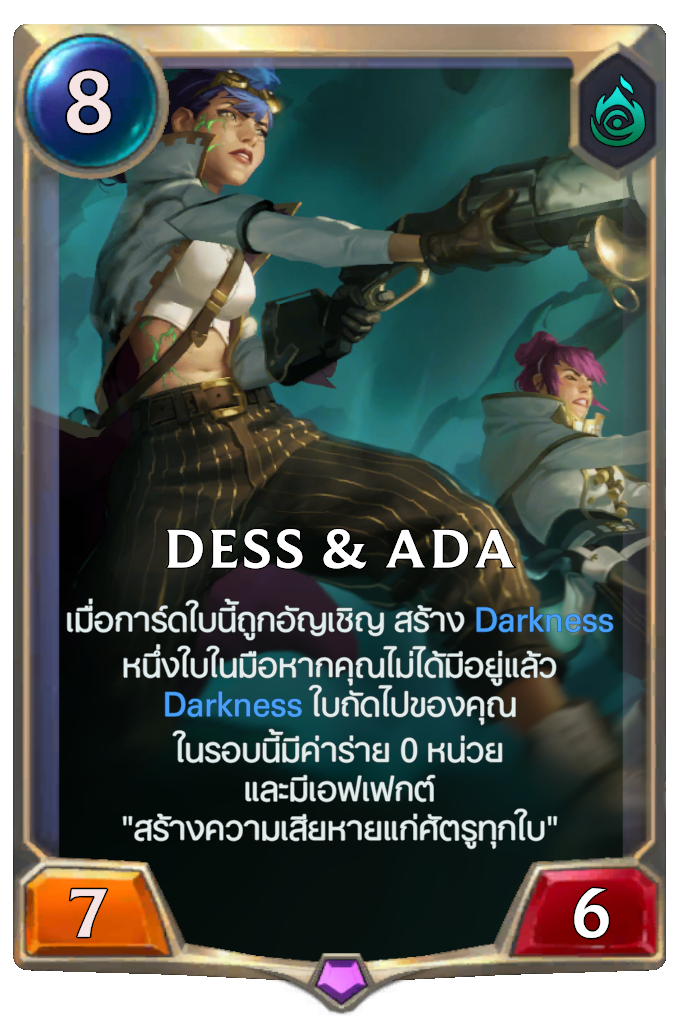 8
DESS & ADA
เมื่อการ์ดใบนี้ถูกอัญเชิญ สร้าง Darkness
หนึ่งใบในมือหากคุณไม่ได้มีอยู่แล้ว
Darkness ใบถัดไปของคุณ
ในรอบนี้มีค่าร่าย 0 หน่วย
และมีเอฟเฟกต์
"สร้างความเสียหายแก่ศัตรูทุกใบ"
7
6